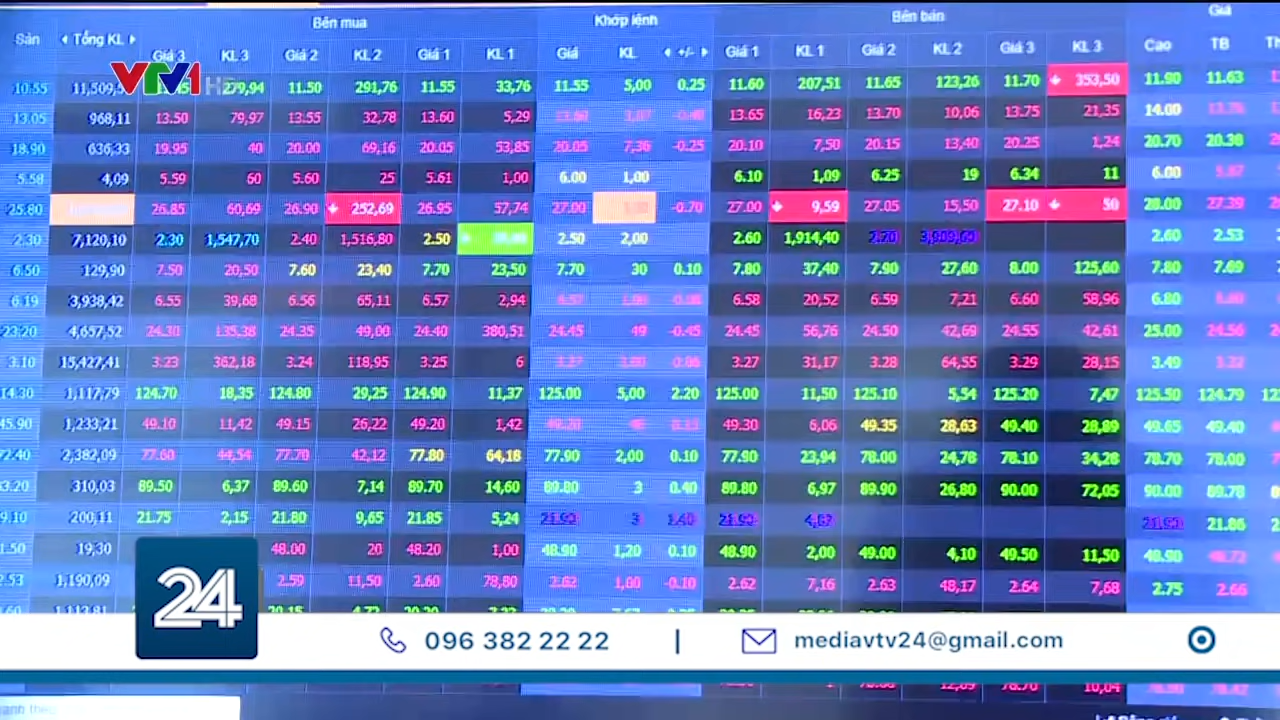 Bên mua Khớp lệnh Bên bán Giá
Sàn Tổng KL Giá 3 KL 3 Giá 2 KL 2 Giá 1 KL 1 Giá KL +/- Giá 1 KL 1 Giá 2 KL 2 Giá 3 KL 3 Cao TB
VTV1 HD
10.55 279,94 11.50 291,76 11.55 33,76 11.55 5,00 0.25 11.60 207,51 11.65 123,26 11.70 353,50 11.90 11.63
13.05 968,11 13.50 79,97 13.55 32,78 13.60 5,29 13.65 16,23 13.70 10,06 13.75 21,35 14.00
18.90 636,33 19.95 40 20.00 69,16 20.05 53,85 20.05 7,36 -0.25 20.10 7,50 20.15 13,40 20.25 1,24 20.70 20.38
5.58 4,09 5.59 60 5.60 25 5.61 1,00 6.00 1,00 6.10 1,09 6.25 19 6.34 11 6.00
25.80 26.85 60,69 26.90 252,69 26.95 57,74 27.00 -0.70 27.00 9,59 27.05 15,50 27.10 50 28.00 27.29
2.30 7,120,10 2.30 1,547,70 2.40 1,516,80 2.50 2.50 2,00 2.60 1,914,40 2.70 2.60 2.53
6.50 129,90 7.50 20,50 7.60 23,40 7.70 23,50 7.70 30 0.10 7.80 37,40 7.90 27,60 8.00 125,60 7.80 7.69
6.19 3,938,42 6.55 39,68 6.56 65,11 6.57 2,94 6.58 20,52 6.59 7,21 6.60 58,96 6.80
23.20 4,657,52 24.30 135,38 24.35 49,00 24.40 380,51 24.45 49 -0.45 24.45 56,76 24.50 42,69 24.55 42,61 25.00 24.56
3.10 15,427,41 3.23 362,18 3.24 118,95 3.25 6 3.27 31,17 3.28 64,55 3.29 28,15 3.49
14.30 1,117,79 124.70 18,35 124.80 29,25 124.90 11,37 125.00 5,00 2.20 125.00 11,50 125.10 5,54 125.20 7,47 125.50 124.79
45.90 1,233,21 49.10 11,42 49.15 26,22 49.20 1,42 49.30 6,06 49.35 28,63 49.40 28,89 49.65 49.40
72.40 2,382,09 77.60 44,54 77.70 42,12 77.80 64,18 77.90 2,00 0.10 77.90 23,94 78.00 24,78 78.10 34,28 78.70 78.00
83.20 310,03 89.50 6,37 89.60 7,14 89.70 14,60 89.80 3 0.40 89.80 6,97 89.90 26,80 90.00 72,05 90.00 89.78
9.10 200,11 21.75 2,15 21.80 9,65 21.85 5,24 21.90 3 1.40 21.90 4,82 21.90 21.86
1.50 19,30 48.00 20 48.20 1,00 48.90 1,20 0.10 48.90 2,00 49.00 4,10 49.50 11,50 48.90
2.53 1,190,09 2.59 11,50 2.60 78,80 2.62 1,00 -0.10 2.62 7,16 2.63 48,17 2.64 7,68 2.75 2.66
24
096 382 22 22 | mediavtv24@gmail.com